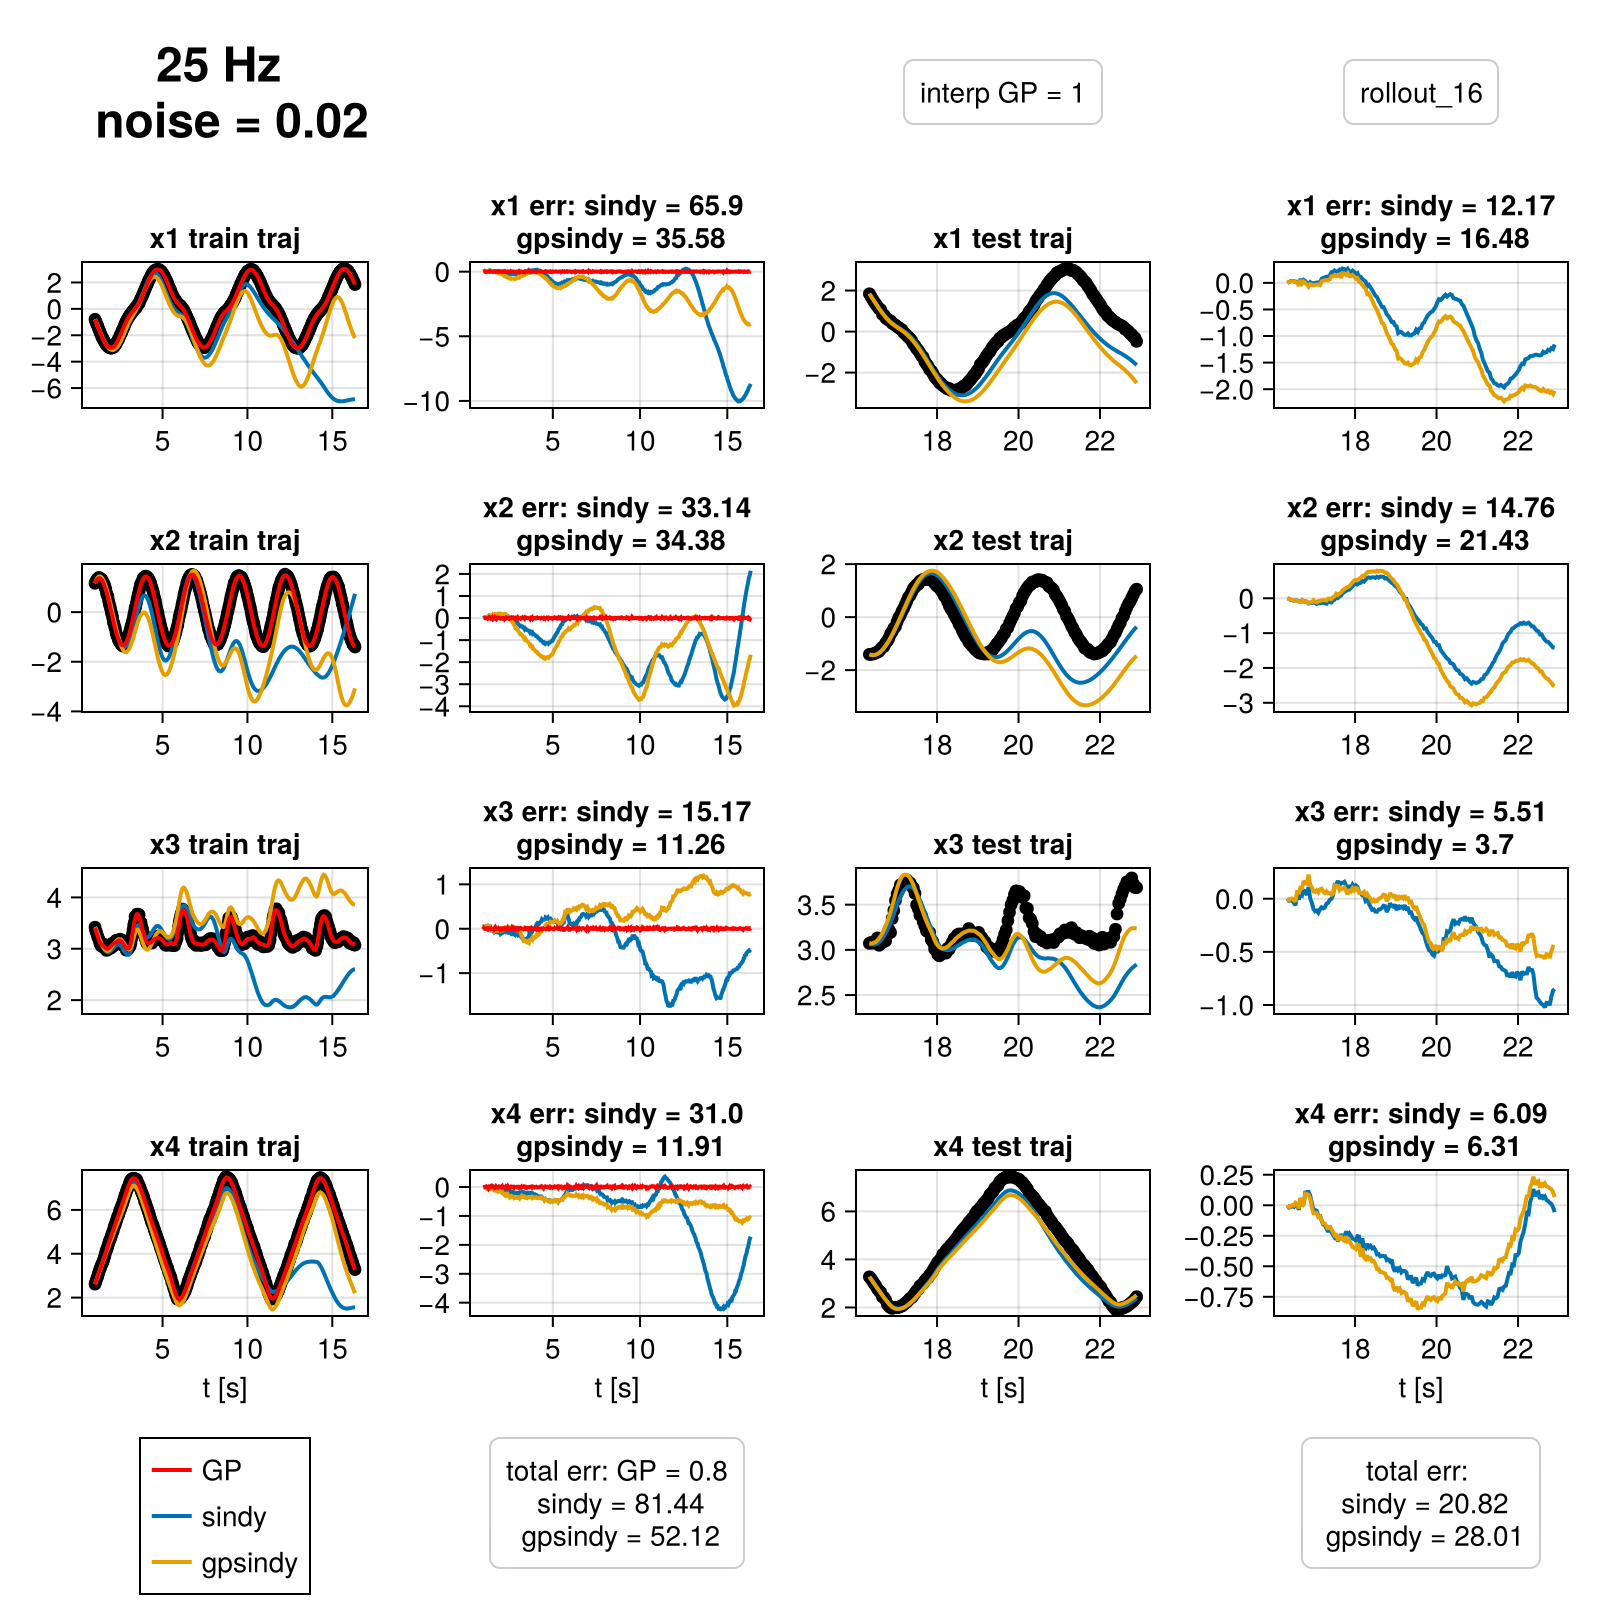 25 Hz
noise = 0.02
interp GP = 1
rollout_16
x1 train traj
2
0
−2
−4
−6
5
10
15
x1 err: sindy = 65.9
gpsindy = 35.58
0
−5
−10
5
10
15
x1 test traj
2
0
−2
18
20
22
x1 err: sindy = 12.17
gpsindy = 16.48
0.0
−0.5
−1.0
−1.5
−2.0
18
20
22
x2 train traj
0
−2
−4
5
10
15
x2 err: sindy = 33.14
gpsindy = 34.38
2
1
0
−1
−2
−3
−4
5
10
15
x2 test traj
2
0
−2
18
20
22
x2 err: sindy = 14.76
gpsindy = 21.43
0
−1
−2
−3
18
20
22
x3 train traj
4
3
2
5
10
15
x3 err: sindy = 15.17
gpsindy = 11.26
1
0
−1
5
10
15
x3 test traj
3.5
3.0
2.5
18
20
22
x3 err: sindy = 5.51
gpsindy = 3.7
0.0
−0.5
−1.0
18
20
22
x4 train traj
6
4
2
5
10
15
t [s]
x4 err: sindy = 31.0
gpsindy = 11.91
0
−1
−2
−3
−4
5
10
15
t [s]
x4 test traj
6
4
2
18
20
22
t [s]
x4 err: sindy = 6.09
gpsindy = 6.31
0.25
0.00
−0.25
−0.50
−0.75
18
20
22
t [s]
GP
sindy
gpsindy
total err: GP = 0.8
sindy = 81.44
gpsindy = 52.12
total err:
sindy = 20.82
gpsindy = 28.01